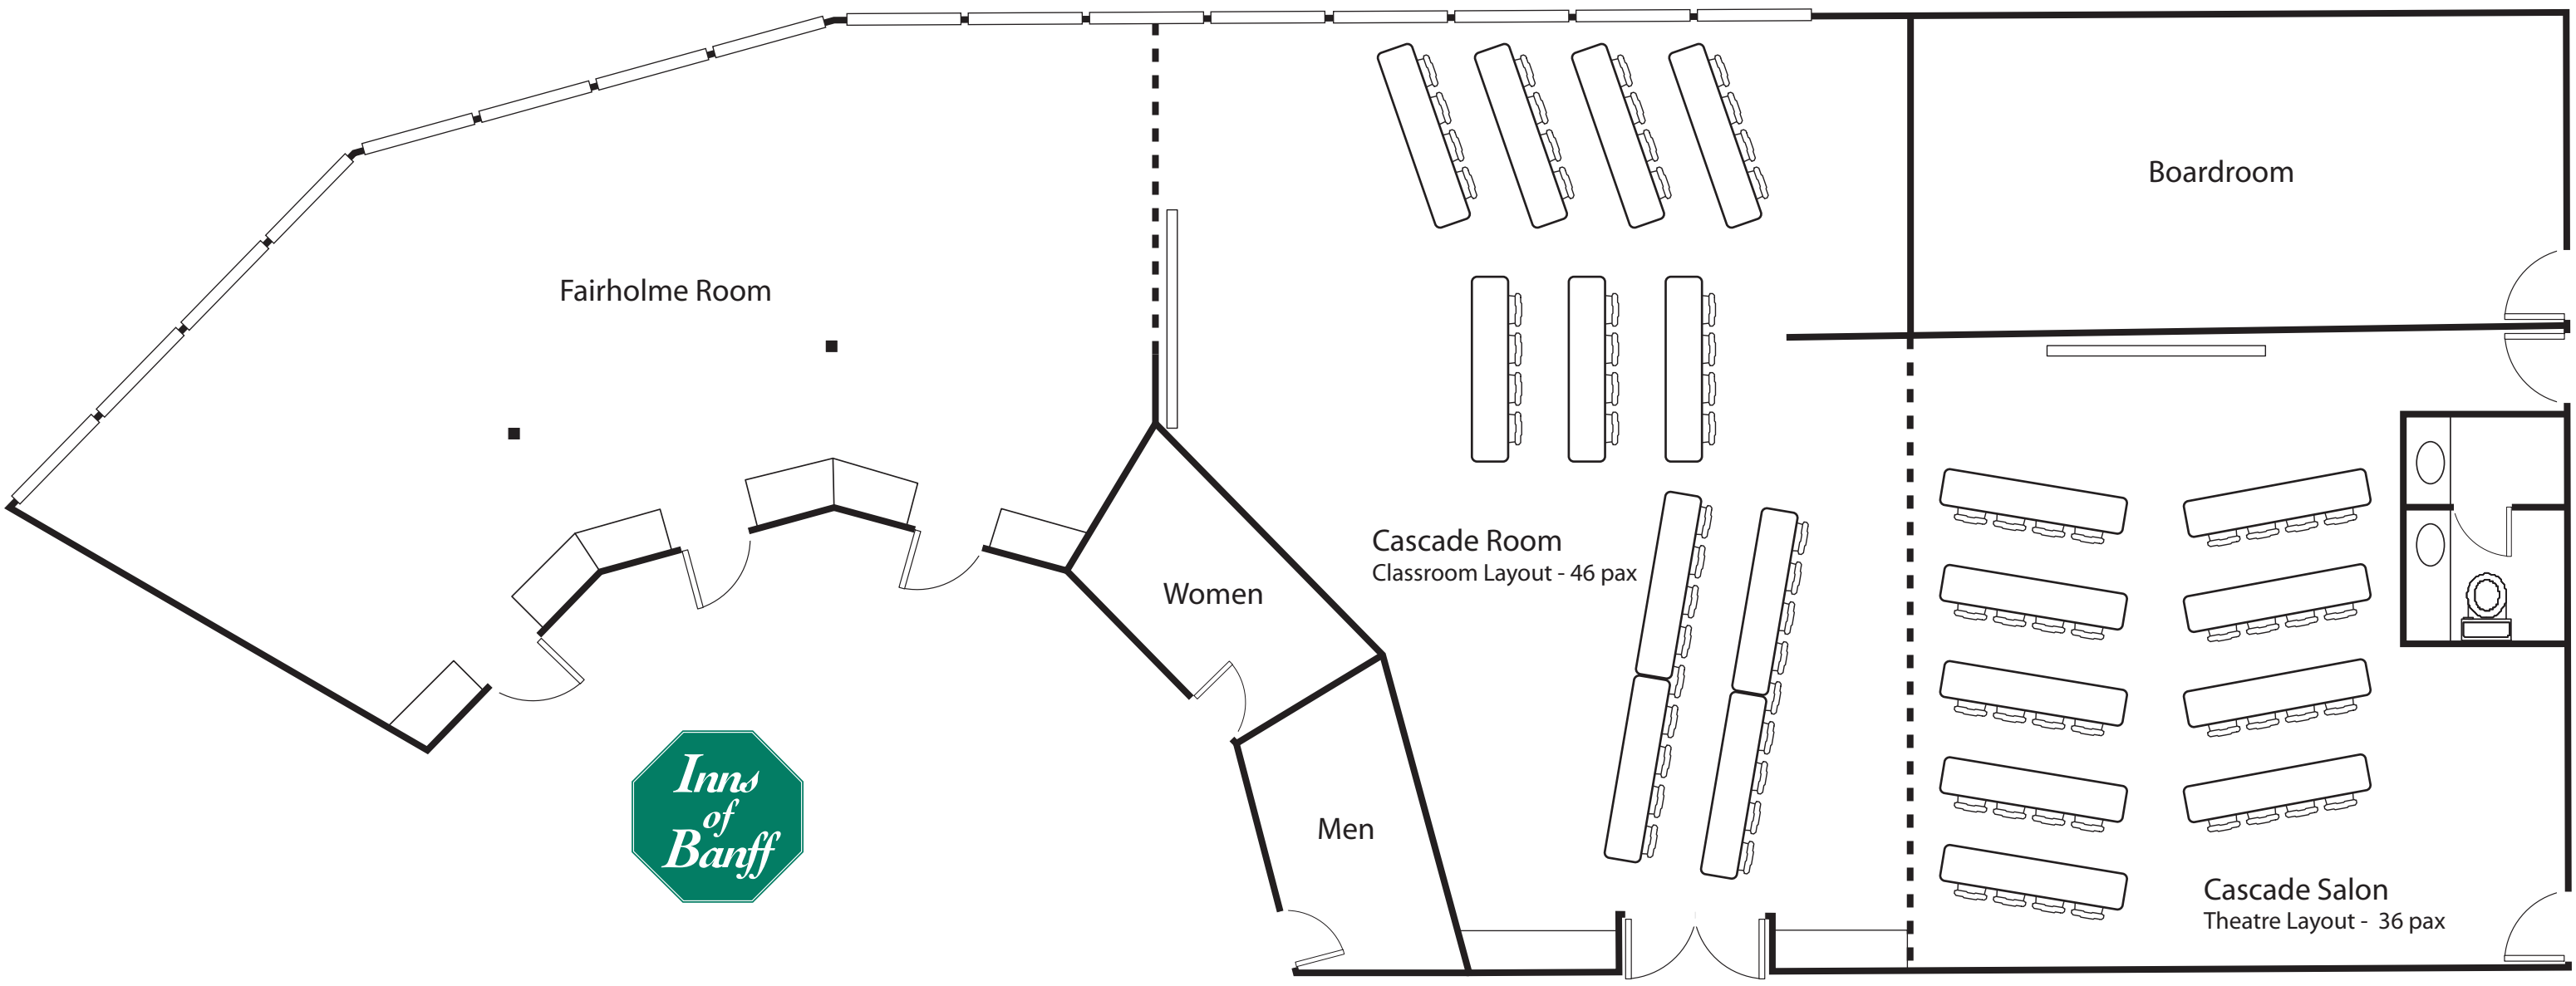 Boardroom
Fairholme Room
Cascade Room
Classroom Layout - 46 pax
Women
Men
Inns
of
Banff
Cascade Salon
Theatre Layout -  36 pax